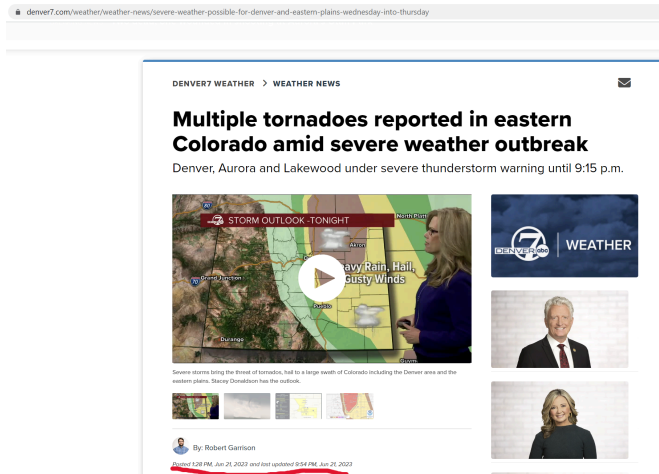 denver7.com/weather/weather-news/severe-weather-possible-for-denver-and-eastern-plains-wednesday-into-thursday
DENVER7 WEATHER > WEATHER NEWS
Multiple tornadoes reported in eastern
Colorado amid severe weather outbreak
Denver, Aurora and Lakewood under severe thunderstorm warning until 9:15 p.m.
STORM OUTLOOK -TONIGHT
80
North Platt
Akron
avy Rain, Hail,
Gusty Winds
Grand Junction
70
Pueblo
Durango
Guym
DENVER 7 abc WEATHER
Severe storms bring the threat of tornados, hail to a large swath of Colorado including the Denver area and the
eastern plains. Stacey Donaldson has the outlook.
By: Robert Garrison
Posted 1:28 PM, Jun 21, 2023 and last updated 9:54 PM, Jun 21, 2023